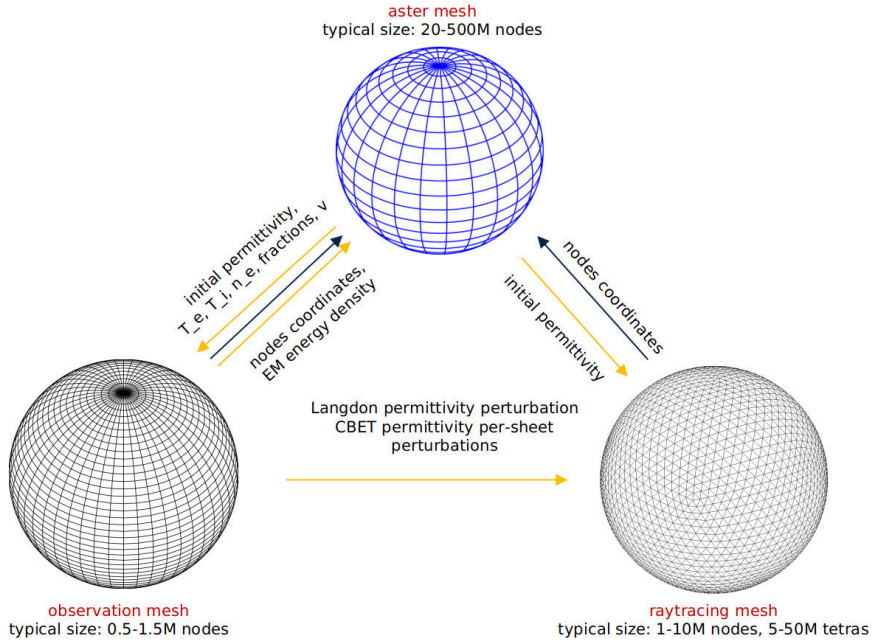 aster mesh
typical size: 20-500M nodes
initial permittivity,
T_e, T_i, n_e, fractions, v
nodes coordinates,
EM energy density
nodes coordinates
initial permittivity
Langdon permittivity perturbation
CBET permittivity per-sheet
perturbations
observation mesh
typical size: 0.5-1.5M nodes
raytracing mesh
typical size: 1-10M nodes, 5-50M tetras